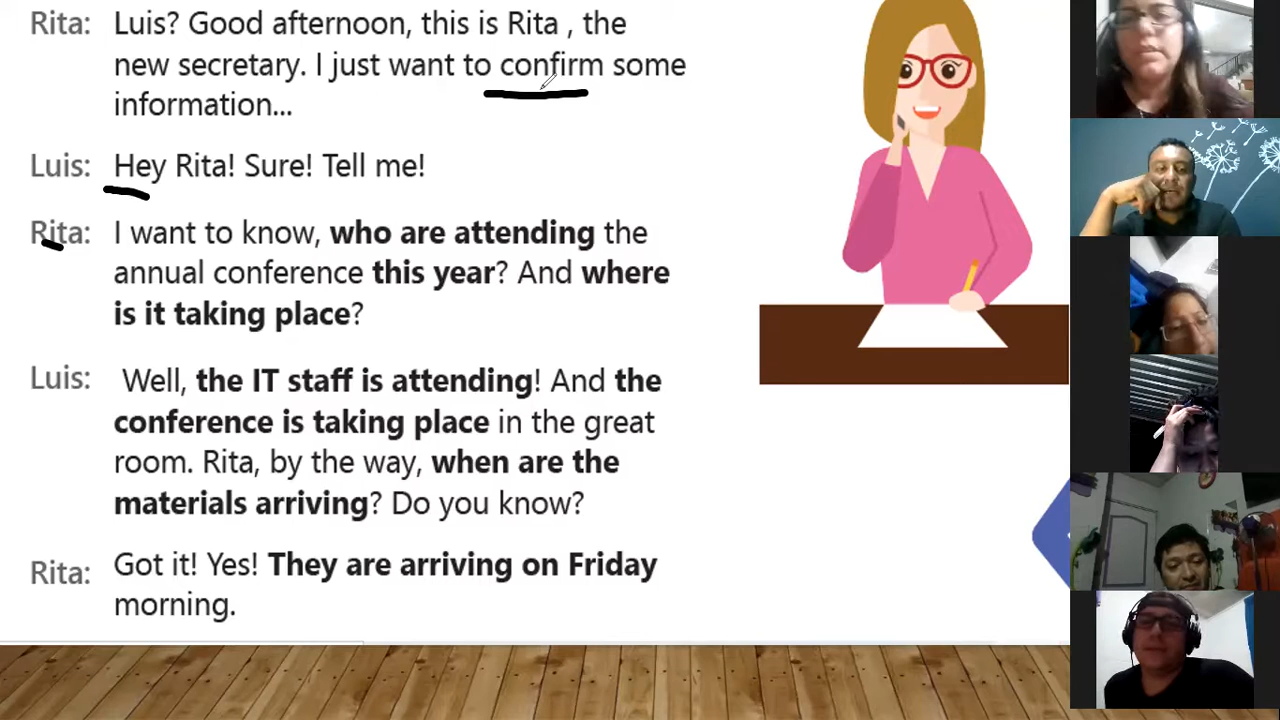 Rita: Luis? Good afternoon, this is Rita , the
new secretary. I just want to confirm some
information...
Luis: Hey Rita! Sure! Tell me!
Rita: I want to know, who are attending the
annual conference this year? And where
is it taking place?
Luis: Well, the IT staff is attending! And the
conference is taking place in the great
room. Rita, by the way, when are the
materials arriving? Do you know?
Rita: Got it! Yes! They are arriving on Friday
morning.